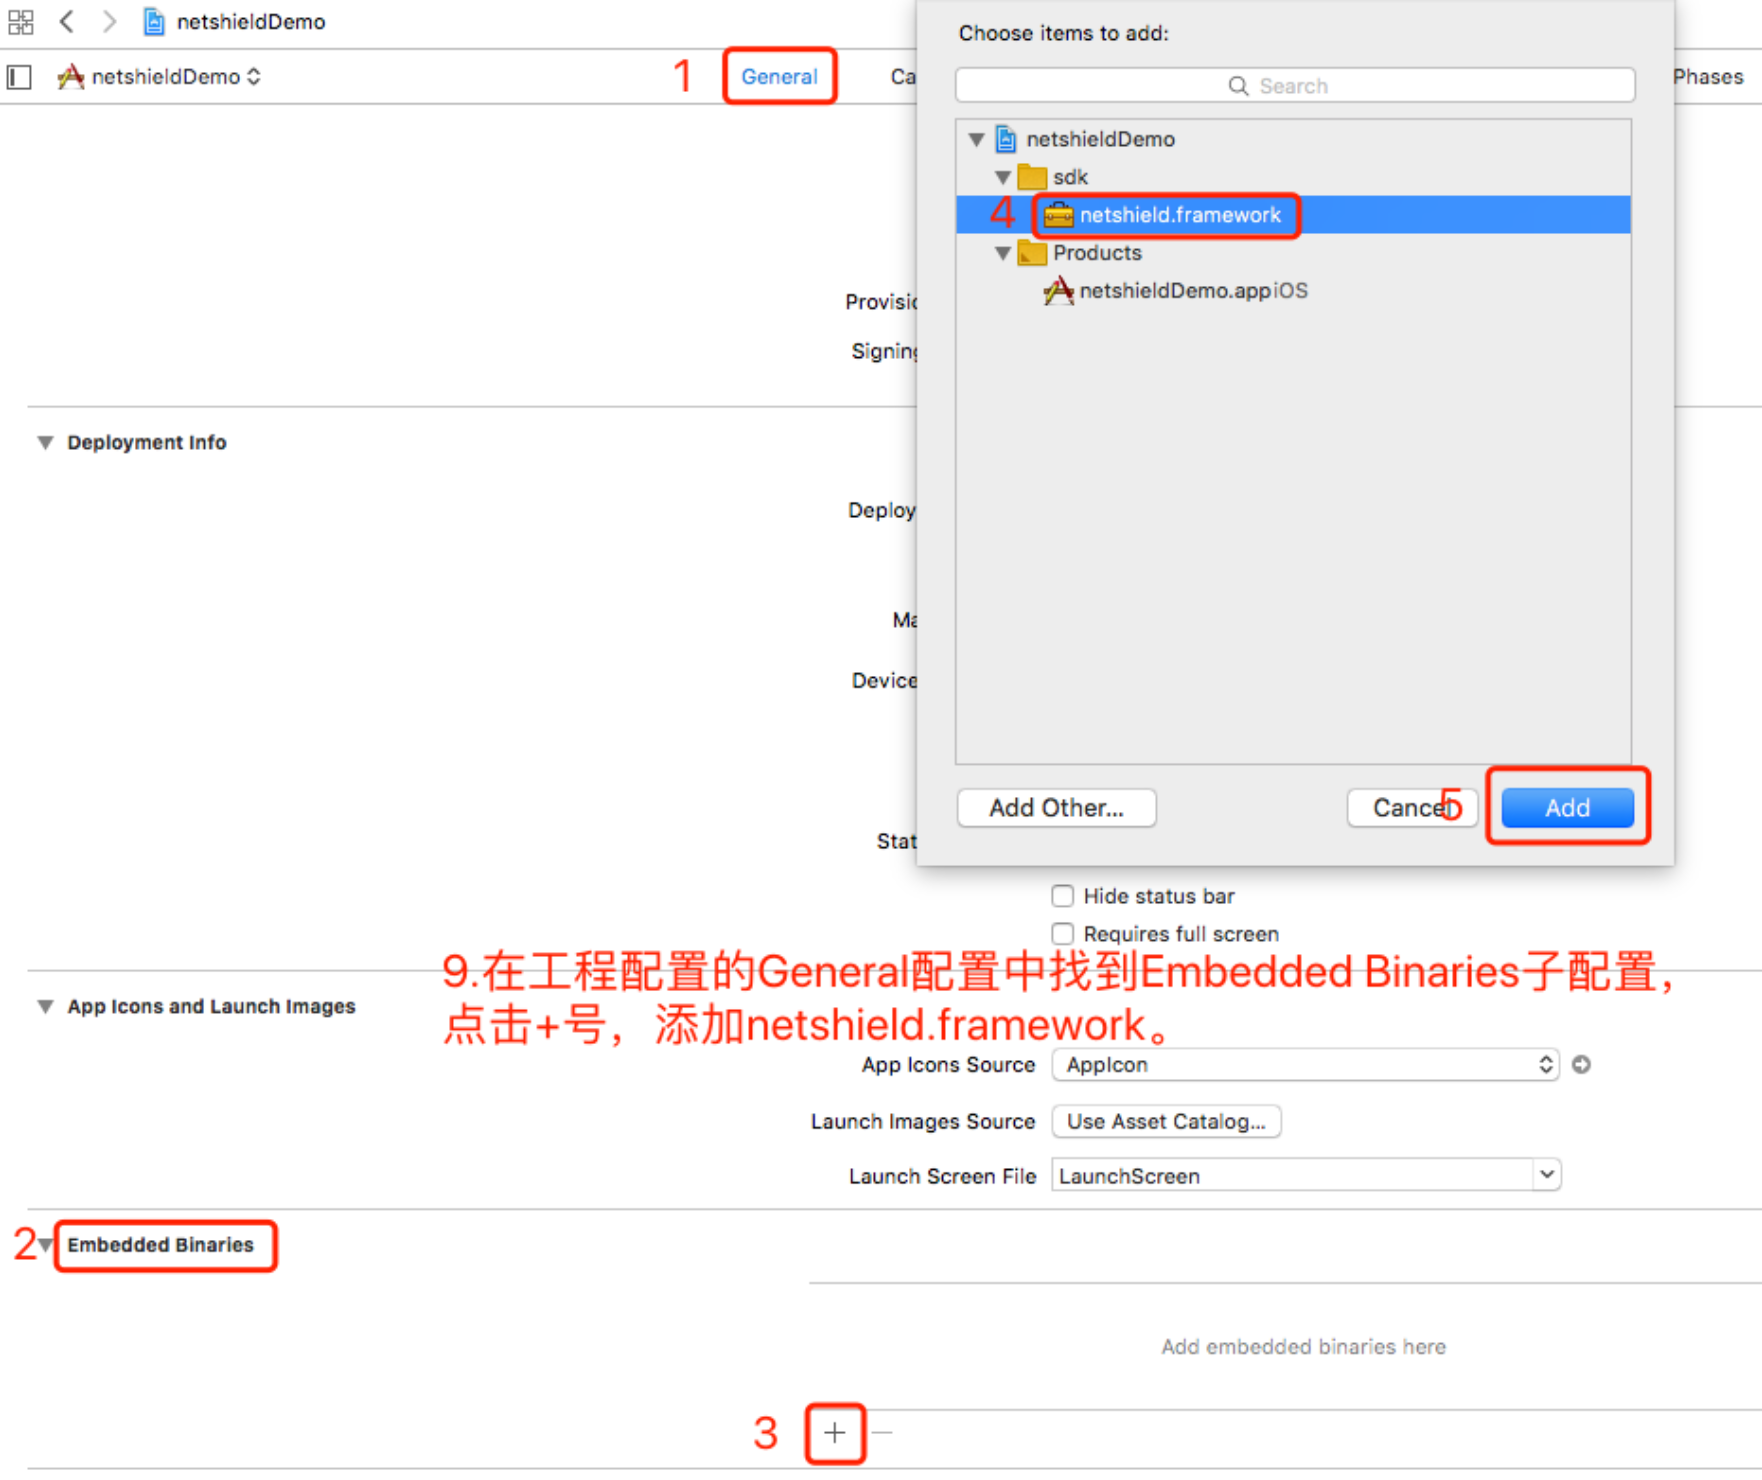 netshieldDemo
netshieldDemo
1
General
Ca
Phases
Choose items to add:
Search
netshieldDemo
sdk
4
netshield.framework
Products
netshieldDemo.appiOS
Provisio
Signing
Deployment Info
Deploy
Ma
Device
Stat
Add Other...
Cancel
5
Add
Hide status bar
Requires full screen
9.在工程配置的General配置中找到Embedded Binaries子配置，
点击+号，添加netshield.framework。
App Icons and Launch Images
App Icons Source
AppIcon
Launch Images Source
Use Asset Catalog...
Launch Screen File
LaunchScreen
2
Embedded Binaries
Add embedded binaries here
3
+
—